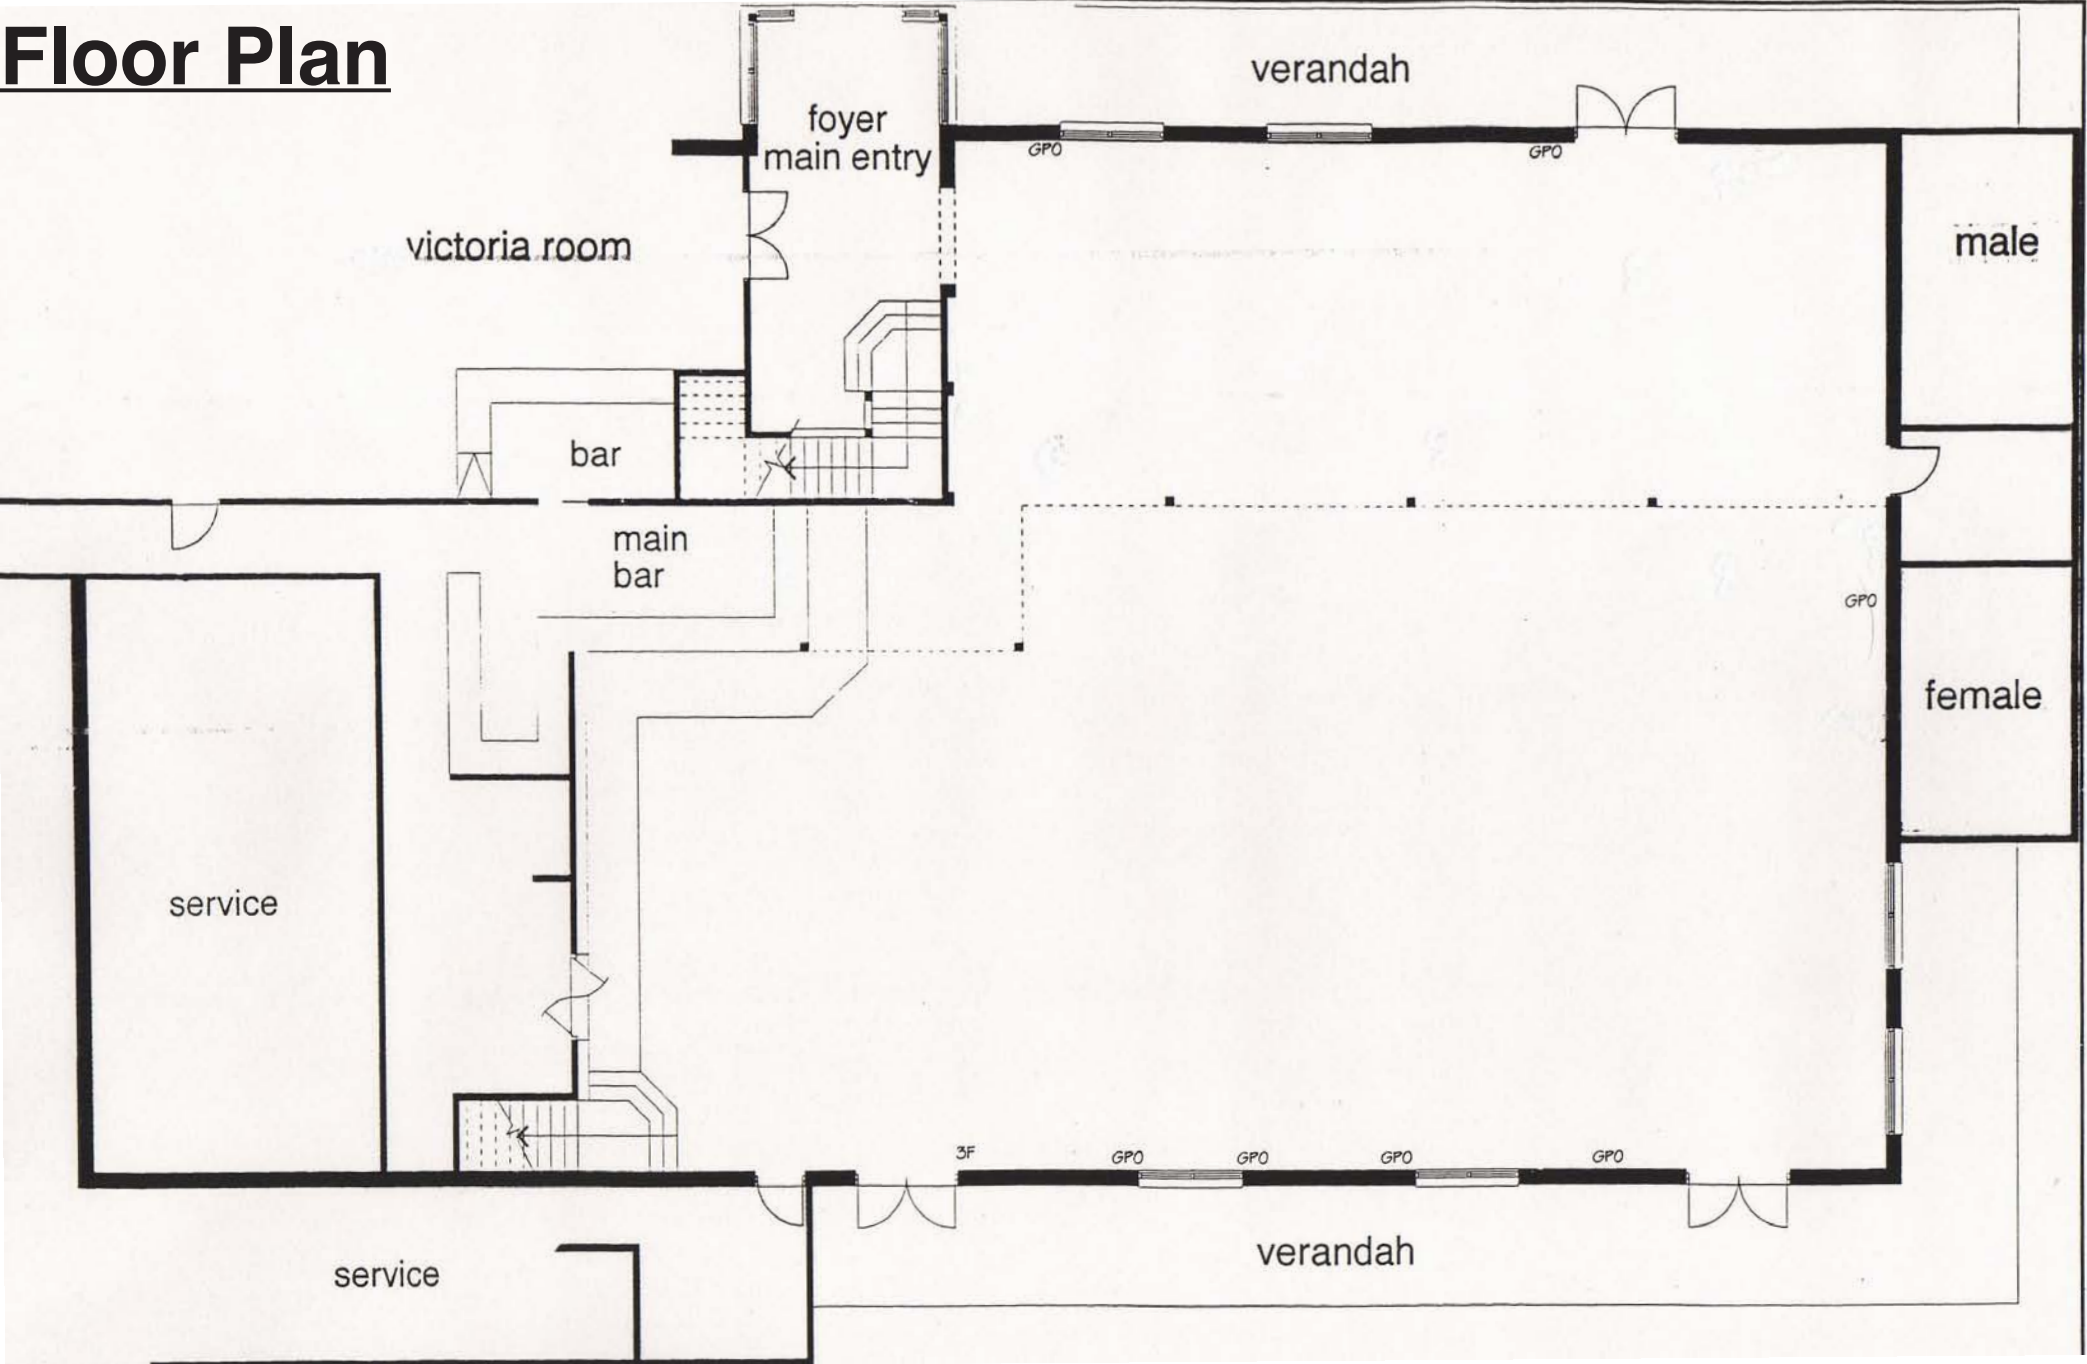 Floor Plan
verandah
foyer
main entry
GPO
GPO
victoria room
male
bar
main
bar
GPO
female
service
3F
GPO
GPO
GPO
GPO
verandah
service